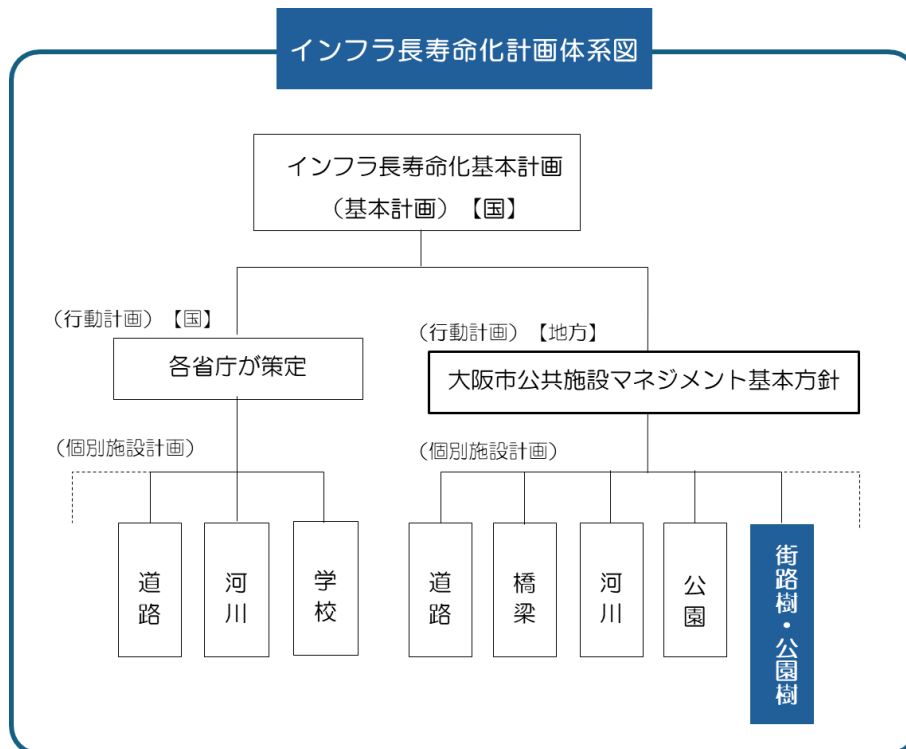 インフラ長寿命化計画体系図
インフラ長寿命化基本計画
（基本計画）【国】
（行動計画）【国】
各省庁が策定
（行動計画）【地方】
大阪市公共施設マネジメント基本方針
（個別施設計画）
道路
河川
学校
（個別施設計画）
道路
橋梁
河川
公園
街路樹・公園樹